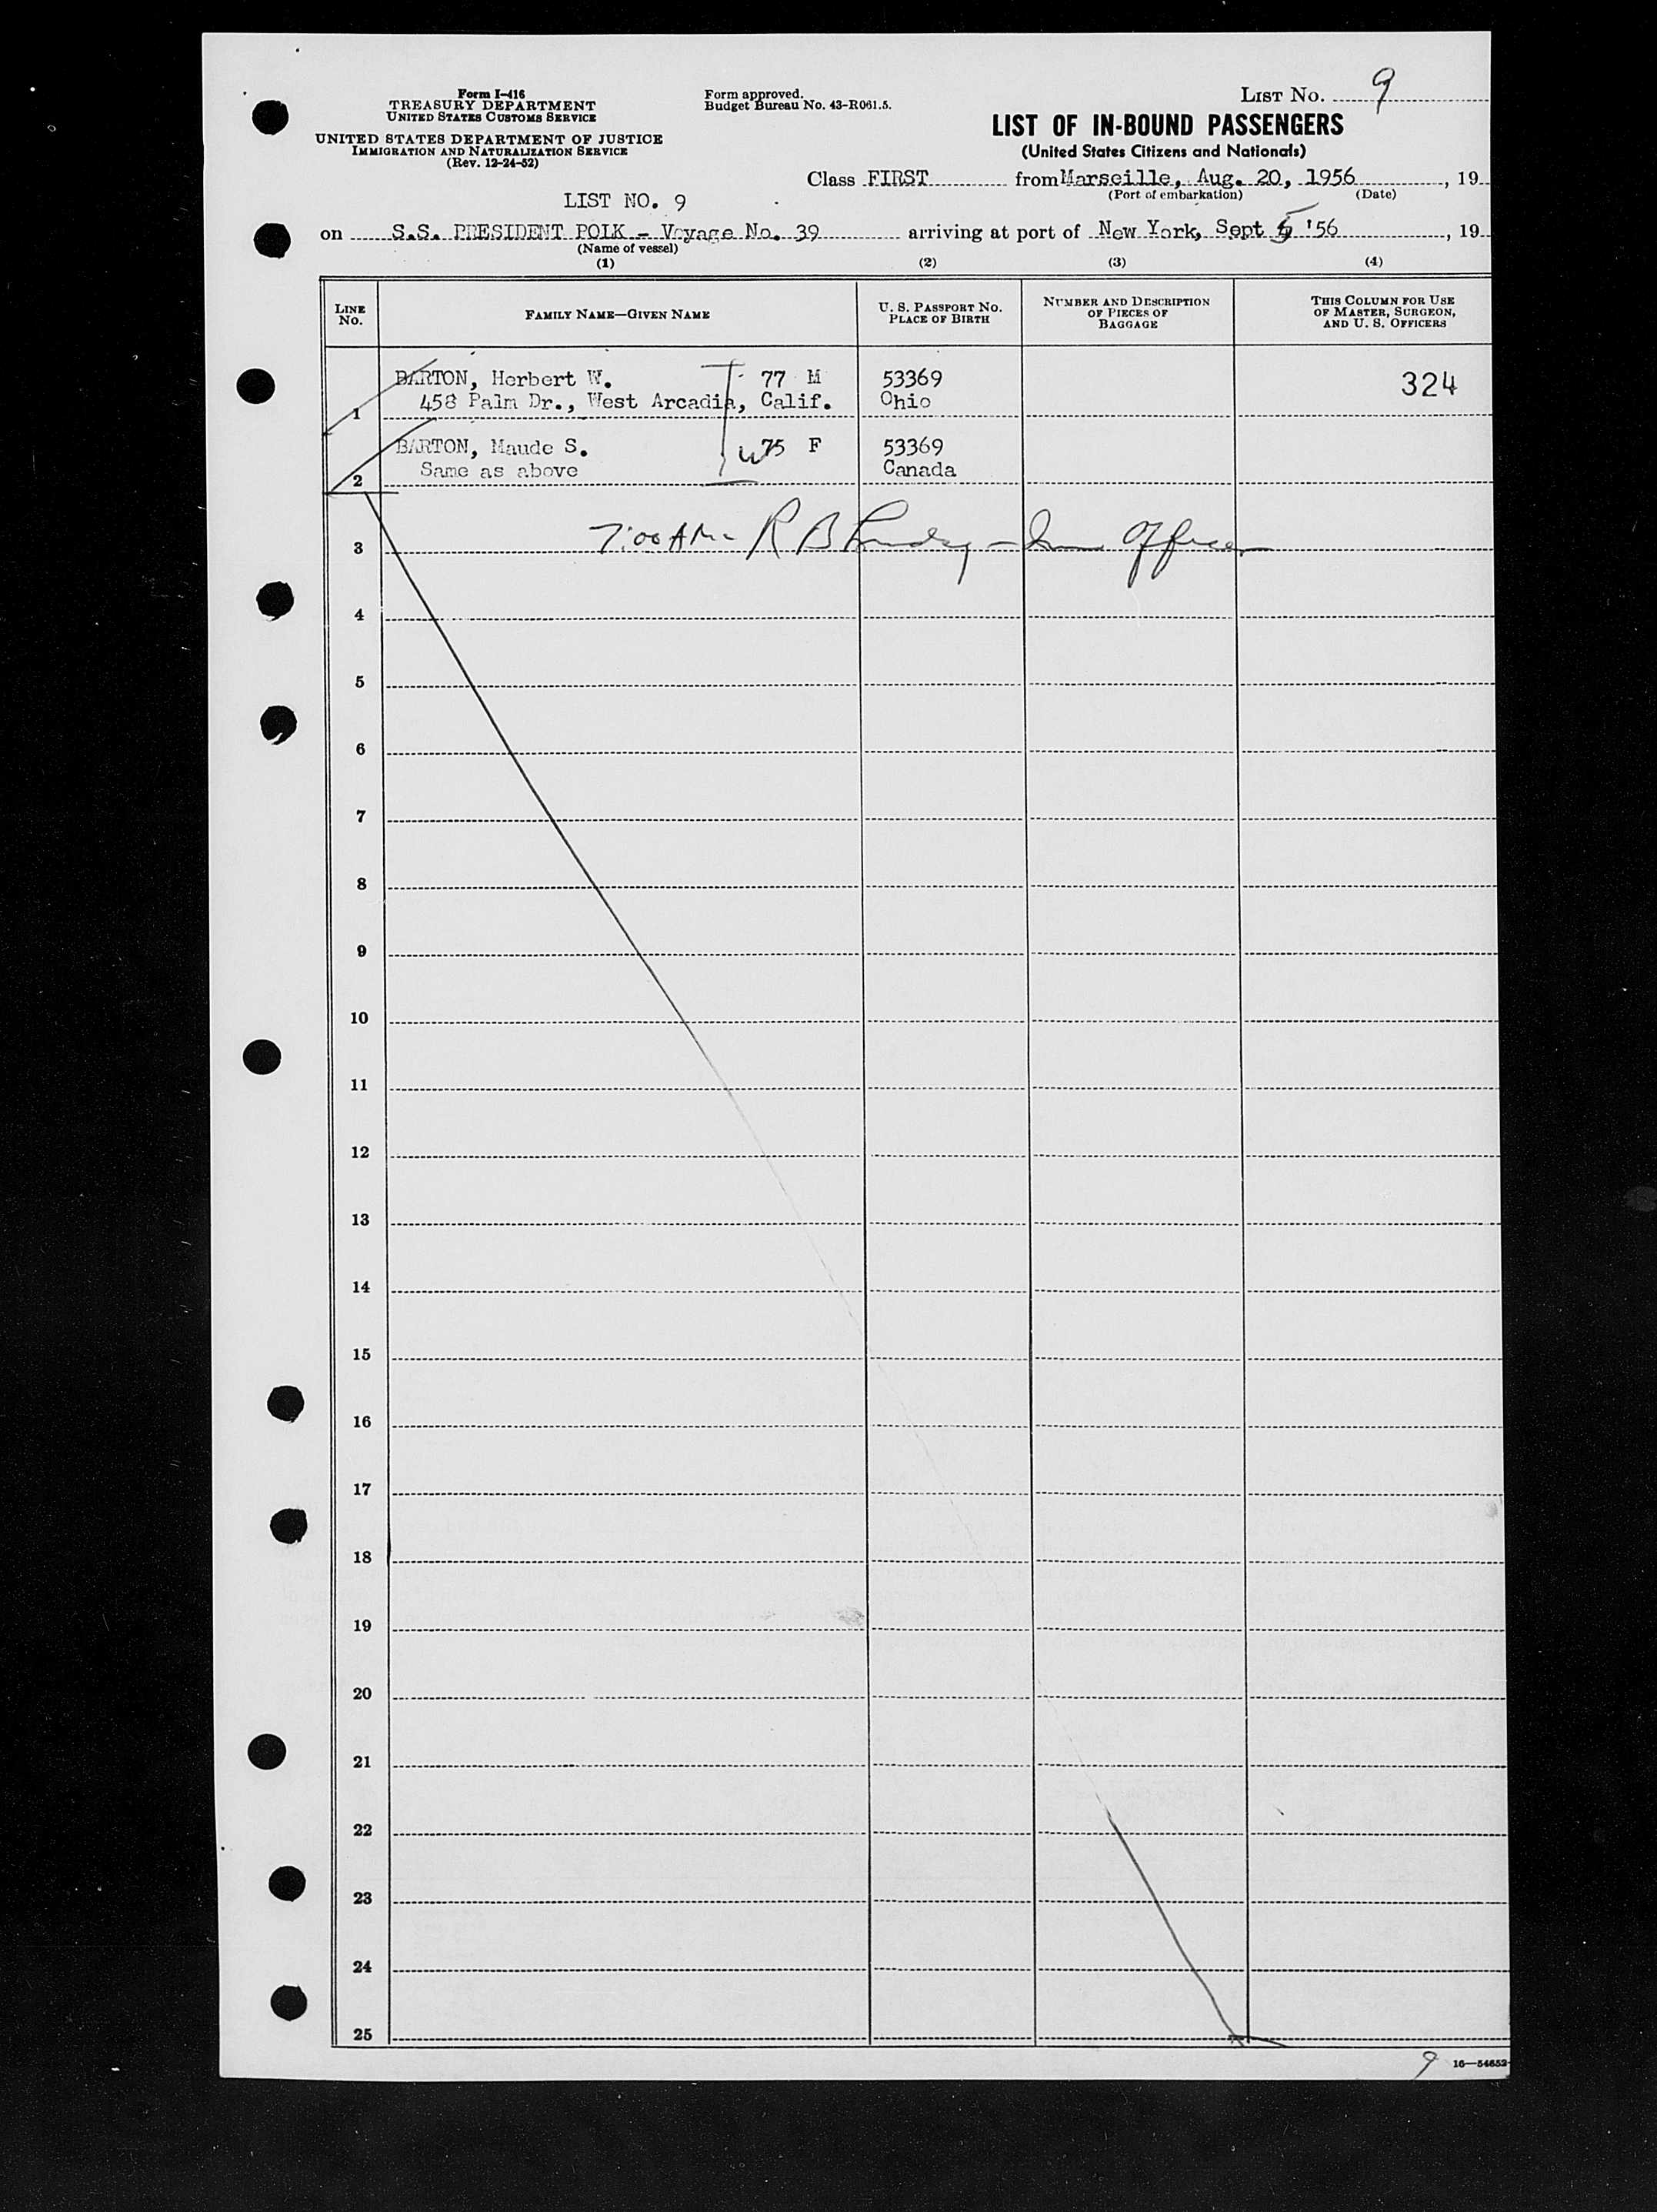 Form I-416
TREASURY DEPARTMENT
UNITED STATES CUSTOMS SERVICE
UNITED STATES DEPARTMENT OF JUSTICE
IMMIGRATION AND NATURALIZATION SERVICE
(Rev. 12-24-52)
Form approved.
Budget Bureau No. 43-R061.5.
LIST No. 9
LIST OF IN-BOUND PASSENGERS
(United States Citizens and Nationals)
Class FIRST from Marseille, Aug. 20, 1956, 19
(Port of embarkation) (Date)
LIST NO. 9
on S.S. PRESIDENT POLK - Voyage No. 39 arriving at port of New York, Sept 5 '56, 19
(Name of vessel)
(1) (2) (3) (4)
LINE No.
FAMILY NAME—GIVEN NAME
U. S. PASSPORT NO.
PLACE OF BIRTH
NUMBER AND DESCRIPTION
OF PIECES OF
BAGGAGE
THIS COLUMN FOR USE
OF MASTER, SURGEON,
AND U. S. OFFICERS
BARTON, Herbert W. 77 M 53369 324
1 458 Palm Dr., West Arcadia, Calif. Ohio
BARTON, Maude S. W 75 F 53369
2 Same as above Canada
3 7:00 AM - R B - Imm Officer
4
5
6
7
8
9
10
11
12
13
14
15
16
17
18
19
20
21
22
23
24
25
9 16—54652